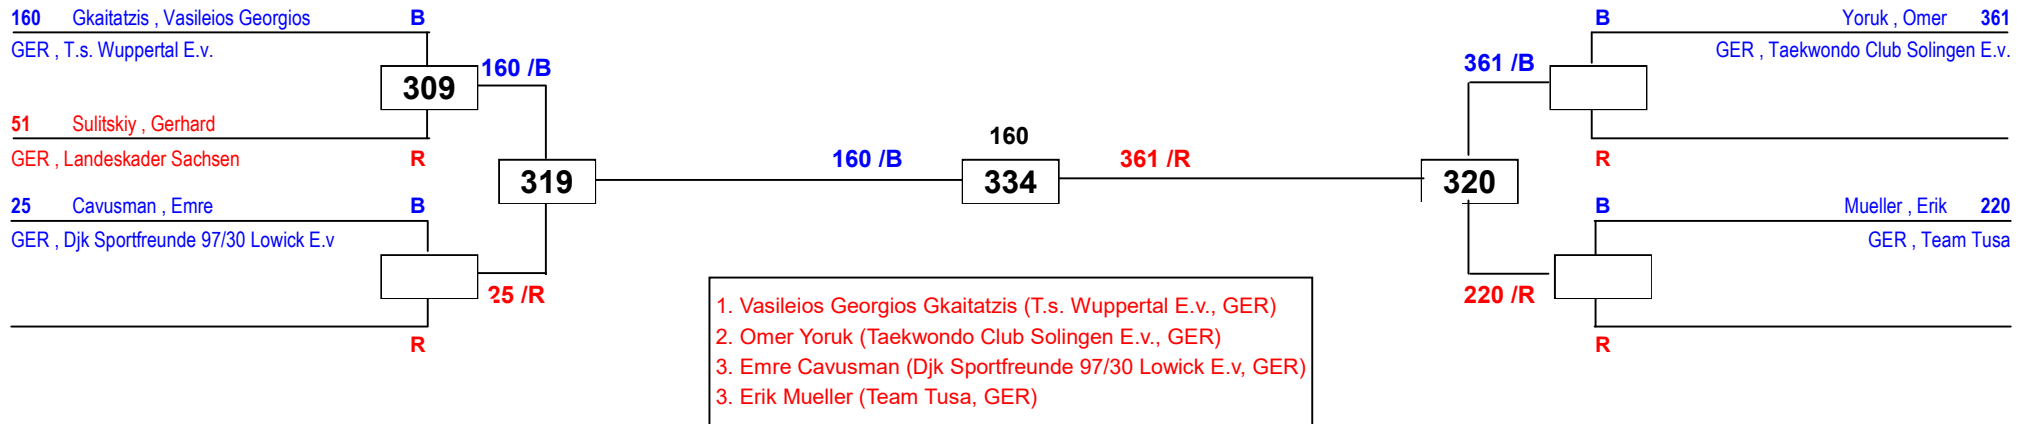 160 Gkaitatzis , Vasileios Georgios B
GER , T.s. Wuppertal E.v.
309
160 /B
51 Sulitskiy , Gerhard
GER , Landeskader Sachsen R
319
25 Cavusman , Emre B
GER , Djk Sportfreunde 97/30 Lowick E.v
25 /R
R
160 /B
160
334
361 /R
B Yoruk , Omer 361
GER , Taekwondo Club Solingen E.v.
361 /B
R
320
B Mueller , Erik 220
GER , Team Tusa
220 /R
R
1. Vasileios Georgios Gkaitatzis (T.s. Wuppertal E.v., GER)
2. Omer Yoruk (Taekwondo Club Solingen E.v., GER)
3. Emre Cavusman (Djk Sportfreunde 97/30 Lowick E.v, GER)
3. Erik Mueller (Team Tusa, GER)